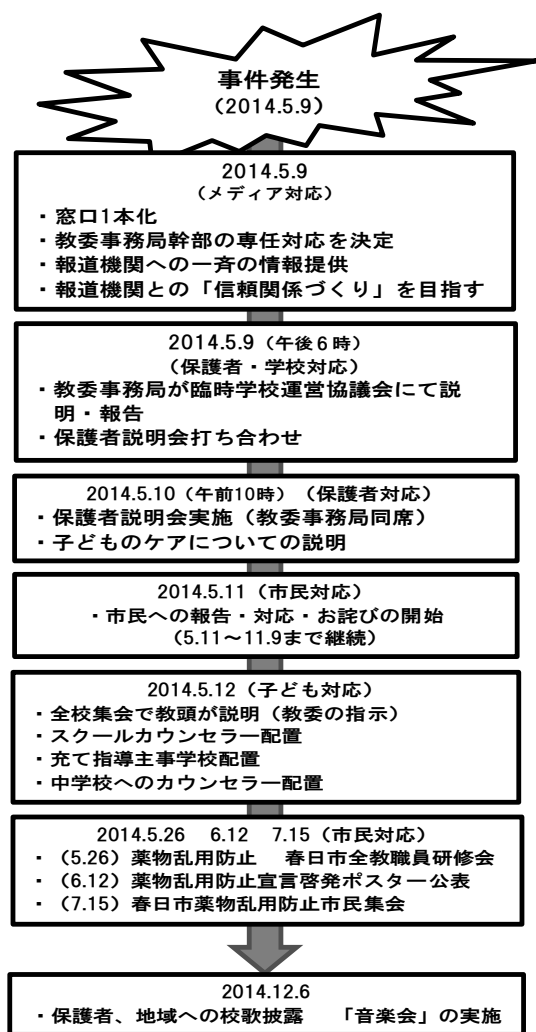 事件発生
（2014.5.9）
2014.5.9
（メディア対応）
・窓口1本化
・教委事務局幹部の専任対応を決定
・報道機関への一斉の情報提供
・報道機関との「信頼関係づくり」を目指す
2014.5.9（午後６時）
（保護者・学校対応）
・教委事務局が臨時学校運営協議会にて説
明・報告
・保護者説明会打ち合わせ
2014.5.10（午前10時）（保護者対応）
・保護者説明会実施（教委事務局同席）
・子どものケアについての説明
2014.5.11（市民対応）
・市民への報告・対応・お詫びの開始
（5.11～11.9まで継続）
2014.5.12（子ども対応）
・全校集会で教頭が説明（教委の指示）
・スクールカウンセラー配置
・充て指導主事学校配置
・中学校へのカウンセラー配置
2014.5.26　6.12　7.15（市民対応）
・（5.26）薬物乱用防止　春日市全教職員研修会
・（6.12）薬物乱用防止宣言啓発ポスター公表
・（7.15）春日市薬物乱用防止市民集会
2014.12.6
・保護者、地域への校歌披露　「音楽会」の実施